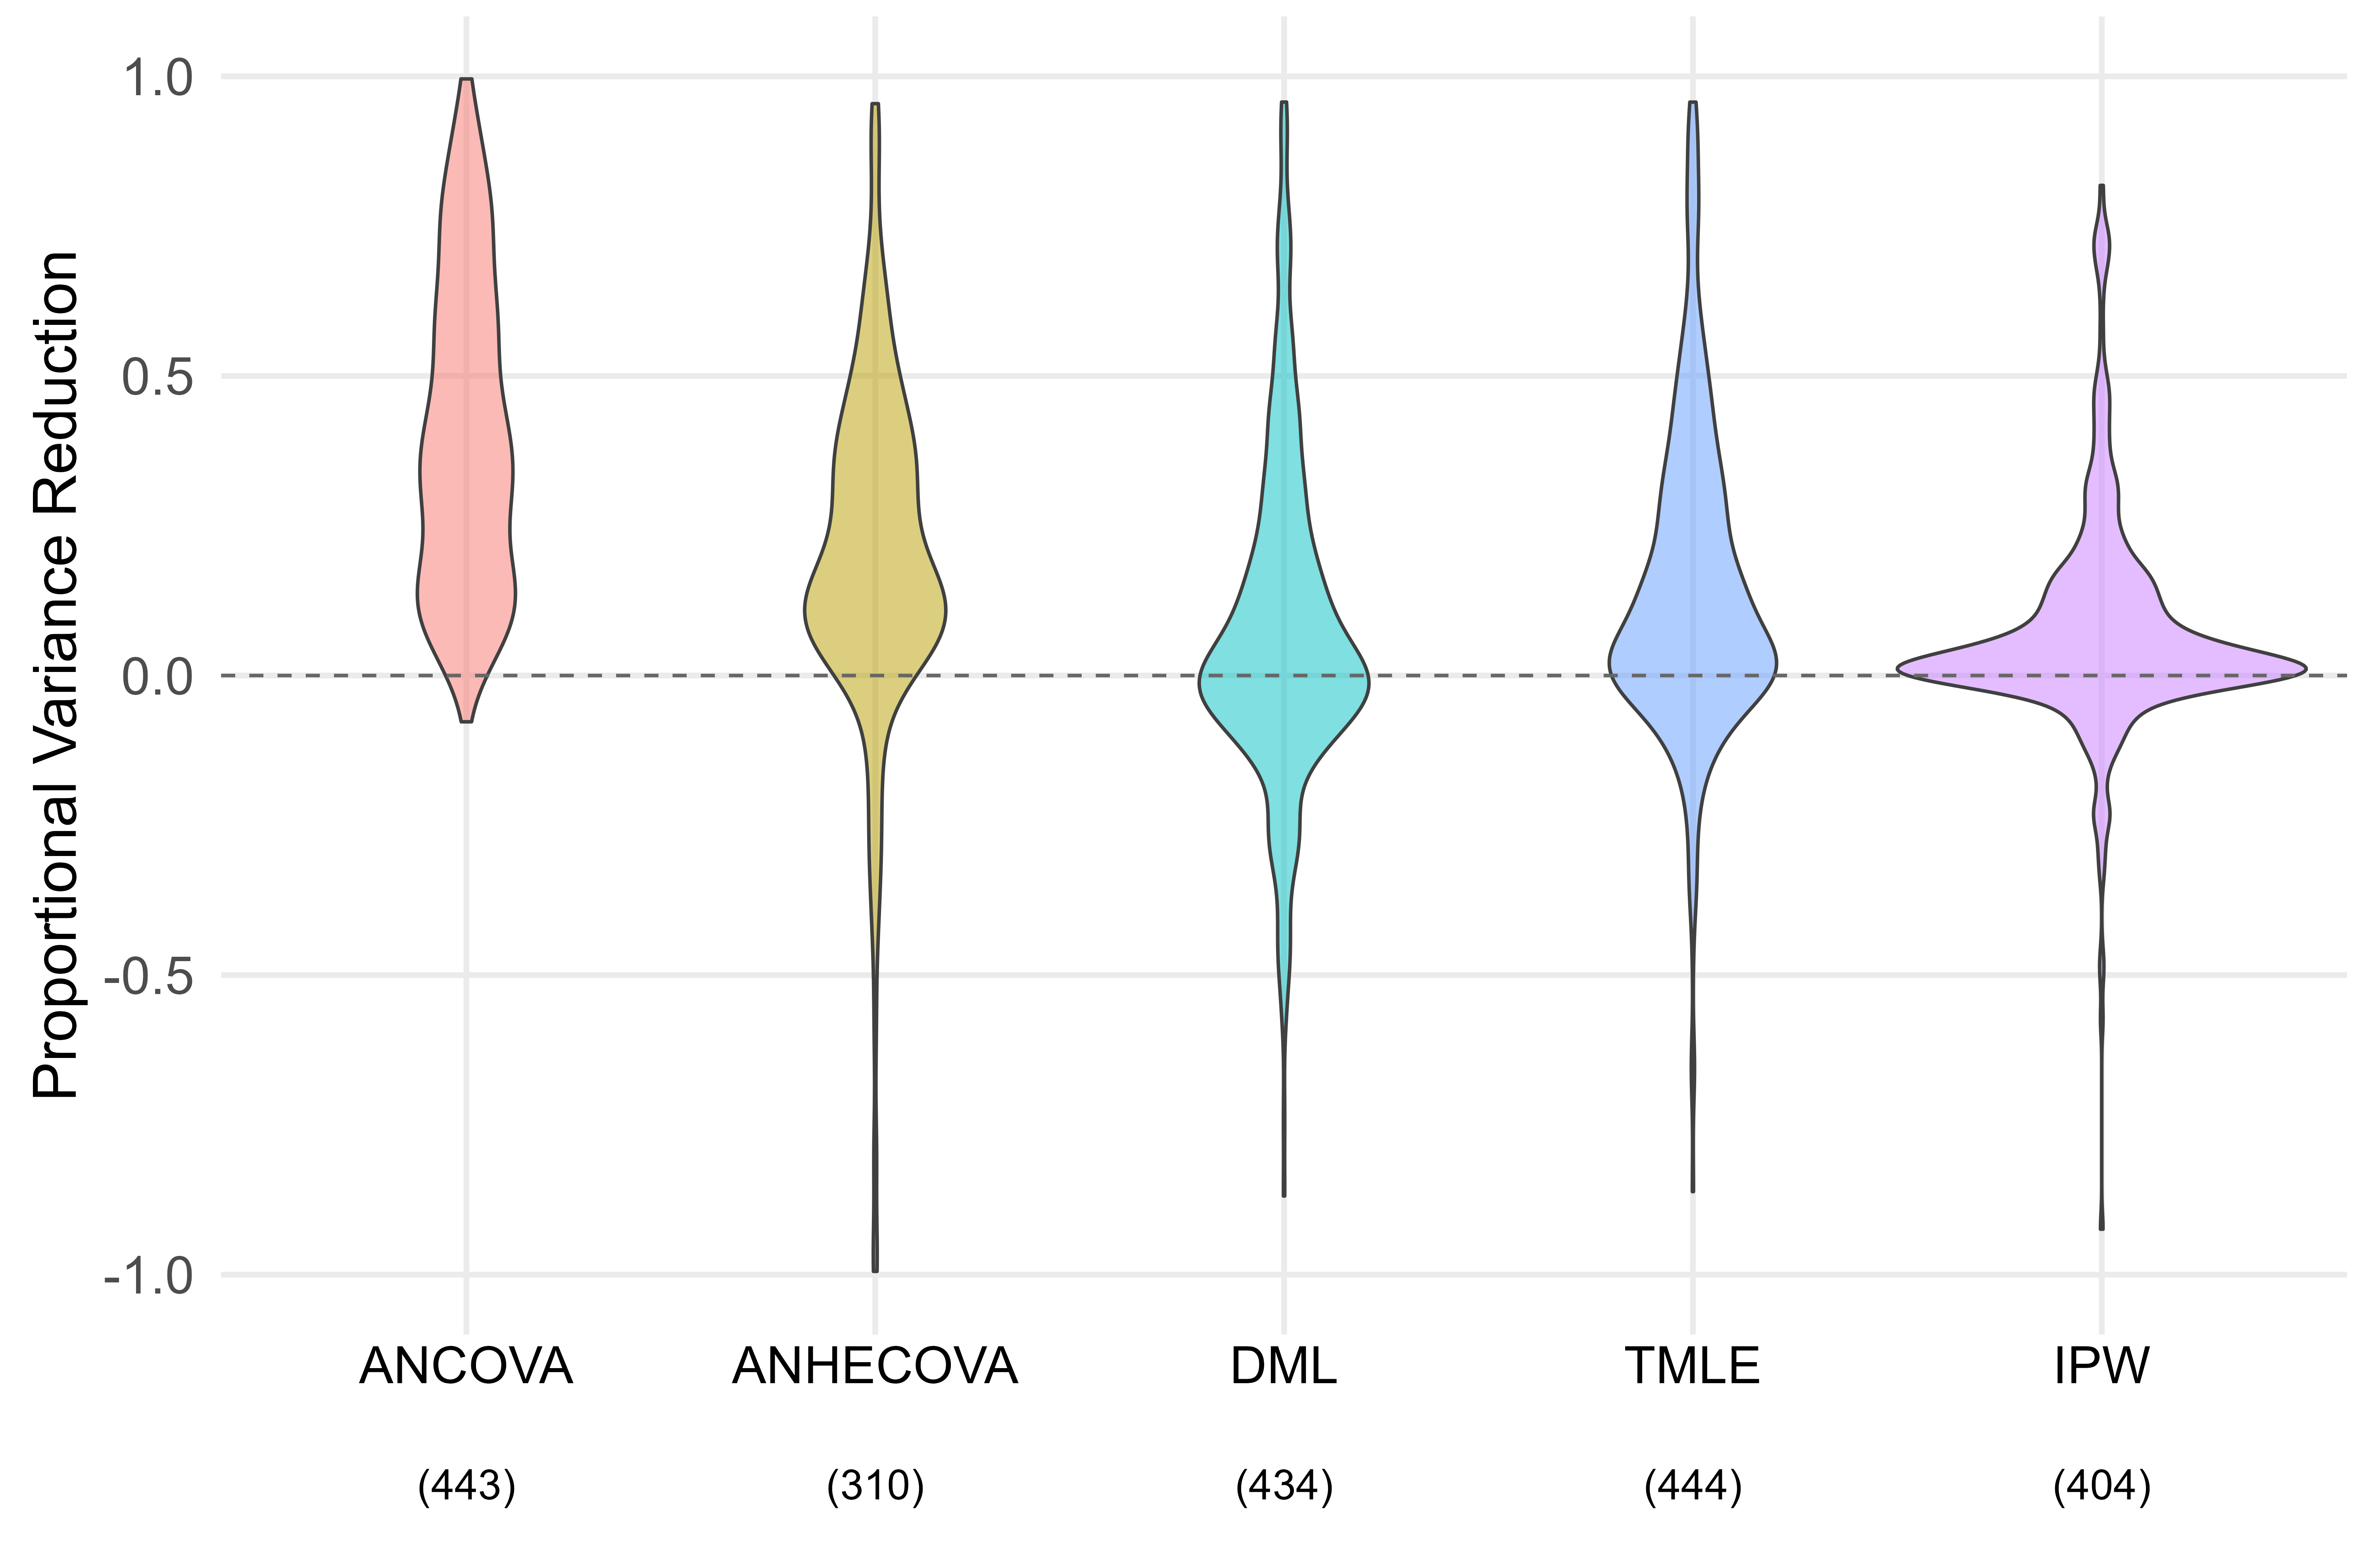 Proportional Variance Reduction
1.0
0.5
0.0
-0.5
-1.0
ANCOVA ANHECOVA DML TMLE IPW
(443) (310) (434) (444) (404)